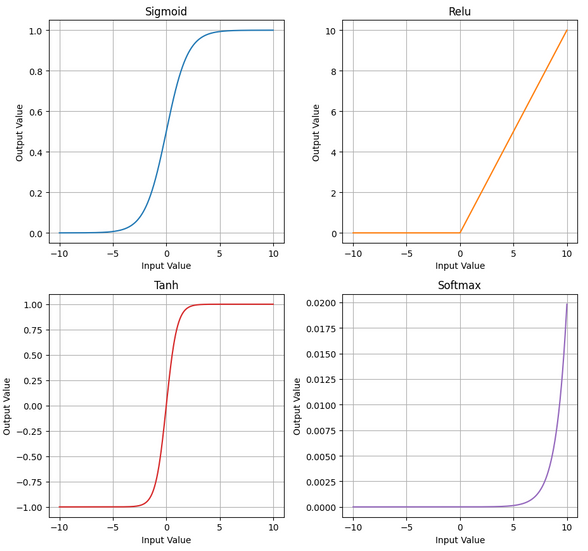 Sigmoid
1.0
0.8
0.6
0.4
0.2
0.0
Output Value
−10 −5 0 5 10
Input Value
Relu
10
8
6
4
2
0
Output Value
−10 −5 0 5 10
Input Value
Tanh
1.00
0.75
0.50
0.25
0.00
−0.25
−0.50
−0.75
−1.00
Output Value
−10 −5 0 5 10
Input Value
Softmax
0.0200
0.0175
0.0150
0.0125
0.0100
0.0075
0.0050
0.0025
0.0000
Output Value
−10 −5 0 5 10
Input Value